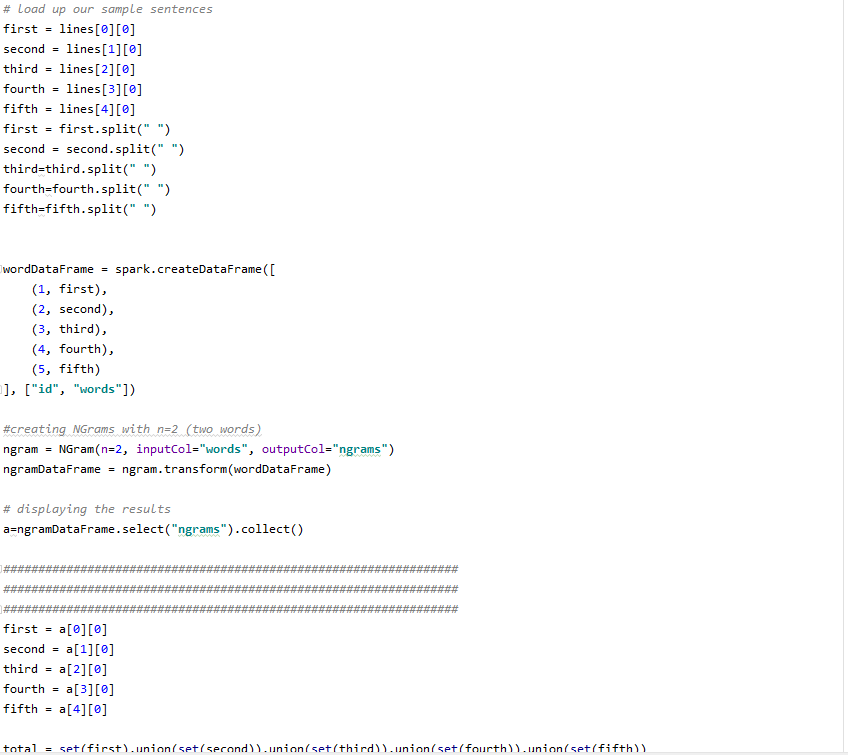 # load up our sample sentences
first = lines[0][0]
second = lines[1][0]
third = lines[2][0]
fourth = lines[3][0]
fifth = lines[4][0]
first = first.split(" ")
second = second.split(" ")
third=third.split(" ")
fourth=fourth.split(" ")
fifth=fifth.split(" ")
wordDataFrame = spark.createDataFrame([
    (1, first),
    (2, second),
    (3, third),
    (4, fourth),
    (5, fifth)
], ["id", "words"])
#creating NGrams with n=2 (two words)
ngram = NGram(n=2, inputCol="words", outputCol="ngrams")
ngramDataFrame = ngram.transform(wordDataFrame)
# displaying the results
a=ngramDataFrame.select("ngrams").collect()
#################################################################
#################################################################
#################################################################
first = a[0][0]
second = a[1][0]
third = a[2][0]
fourth = a[3][0]
fifth = a[4][0]
total = set(first).union(set(second)).union(set(third)).union(set(fourth)).union(set(fifth))